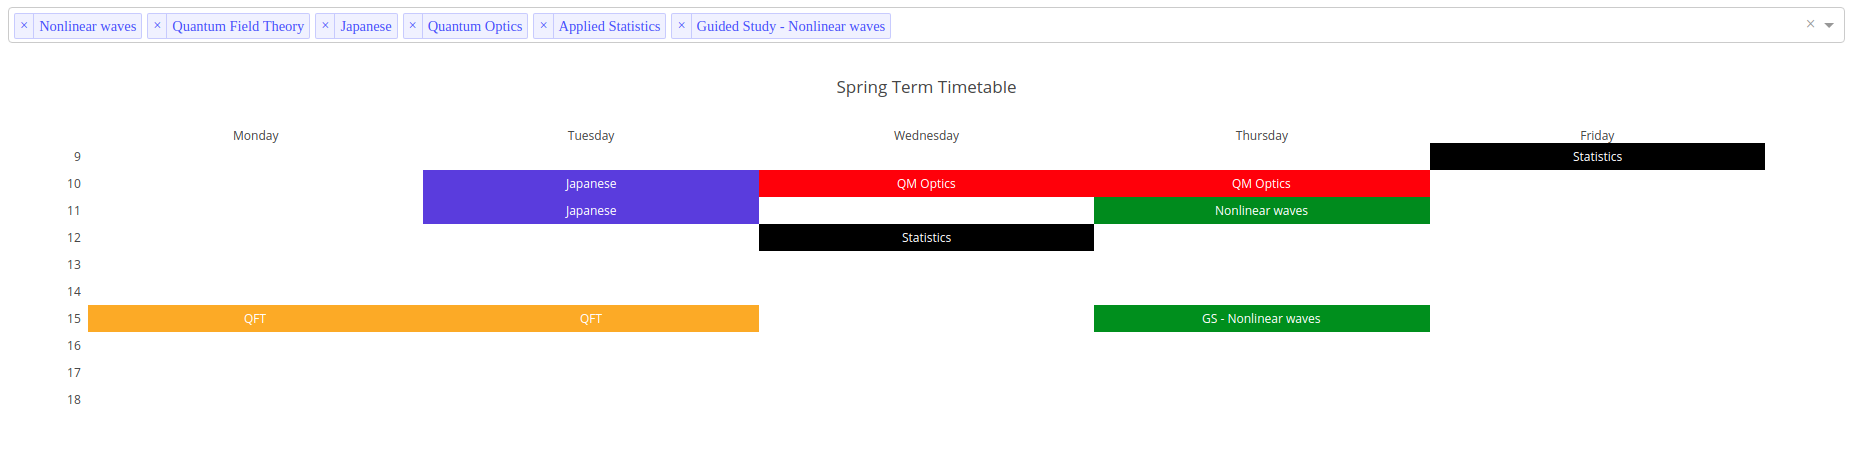 × Nonlinear waves × Quantum Field Theory × Japanese × Quantum Optics × Applied Statistics × Guided Study - Nonlinear waves ×
Spring Term Timetable
Monday Tuesday Wednesday Thursday Friday
9 Statistics
10 Japanese QM Optics QM Optics
11 Japanese Nonlinear waves
12 Statistics
13
14
15 QFT QFT GS - Nonlinear waves
16
17
18